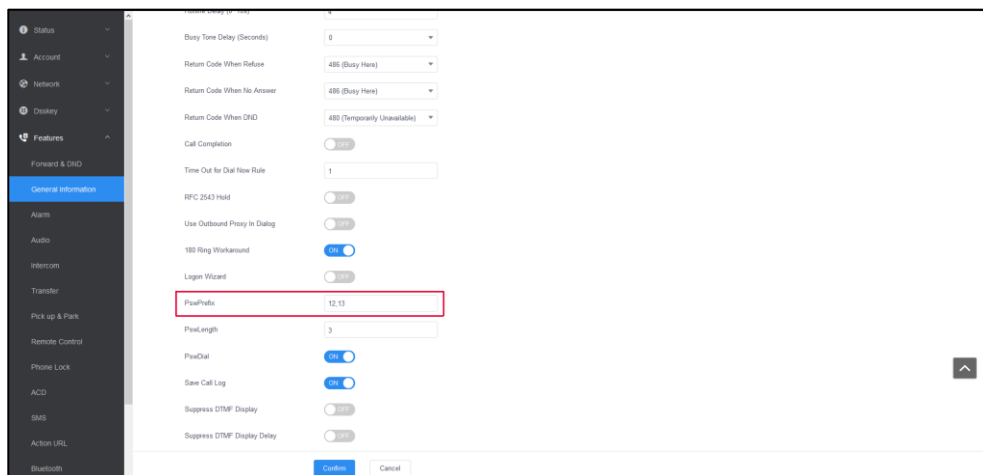 Status
Account
Network
Dsskey
Features
Forward & DND
General Information
Alarm
Audio
Intercom
Transfer
Pick up & Park
Remote Control
Phone Lock
ACD
SMS
Action URL
Bluetooth
4
Busy Tone Delay (Seconds) 0
Return Code When Refuse 486 (Busy Here)
Return Code When No Answer 486 (Busy Here)
Return Code When DND 480 (Temporarily Unavailable)
Call Completion OFF
Time Out for Dial Now Rule 1
RFC 2543 Hold OFF
Use Outbound Proxy In Dialog OFF
180 Ring Workaround ON
Logon Wizard OFF
PswPrefix 12,13
PswLength 3
PswDial ON
Save Call Log ON
Suppress DTMF Display OFF
Suppress DTMF Display Delay OFF
Confirm Cancel